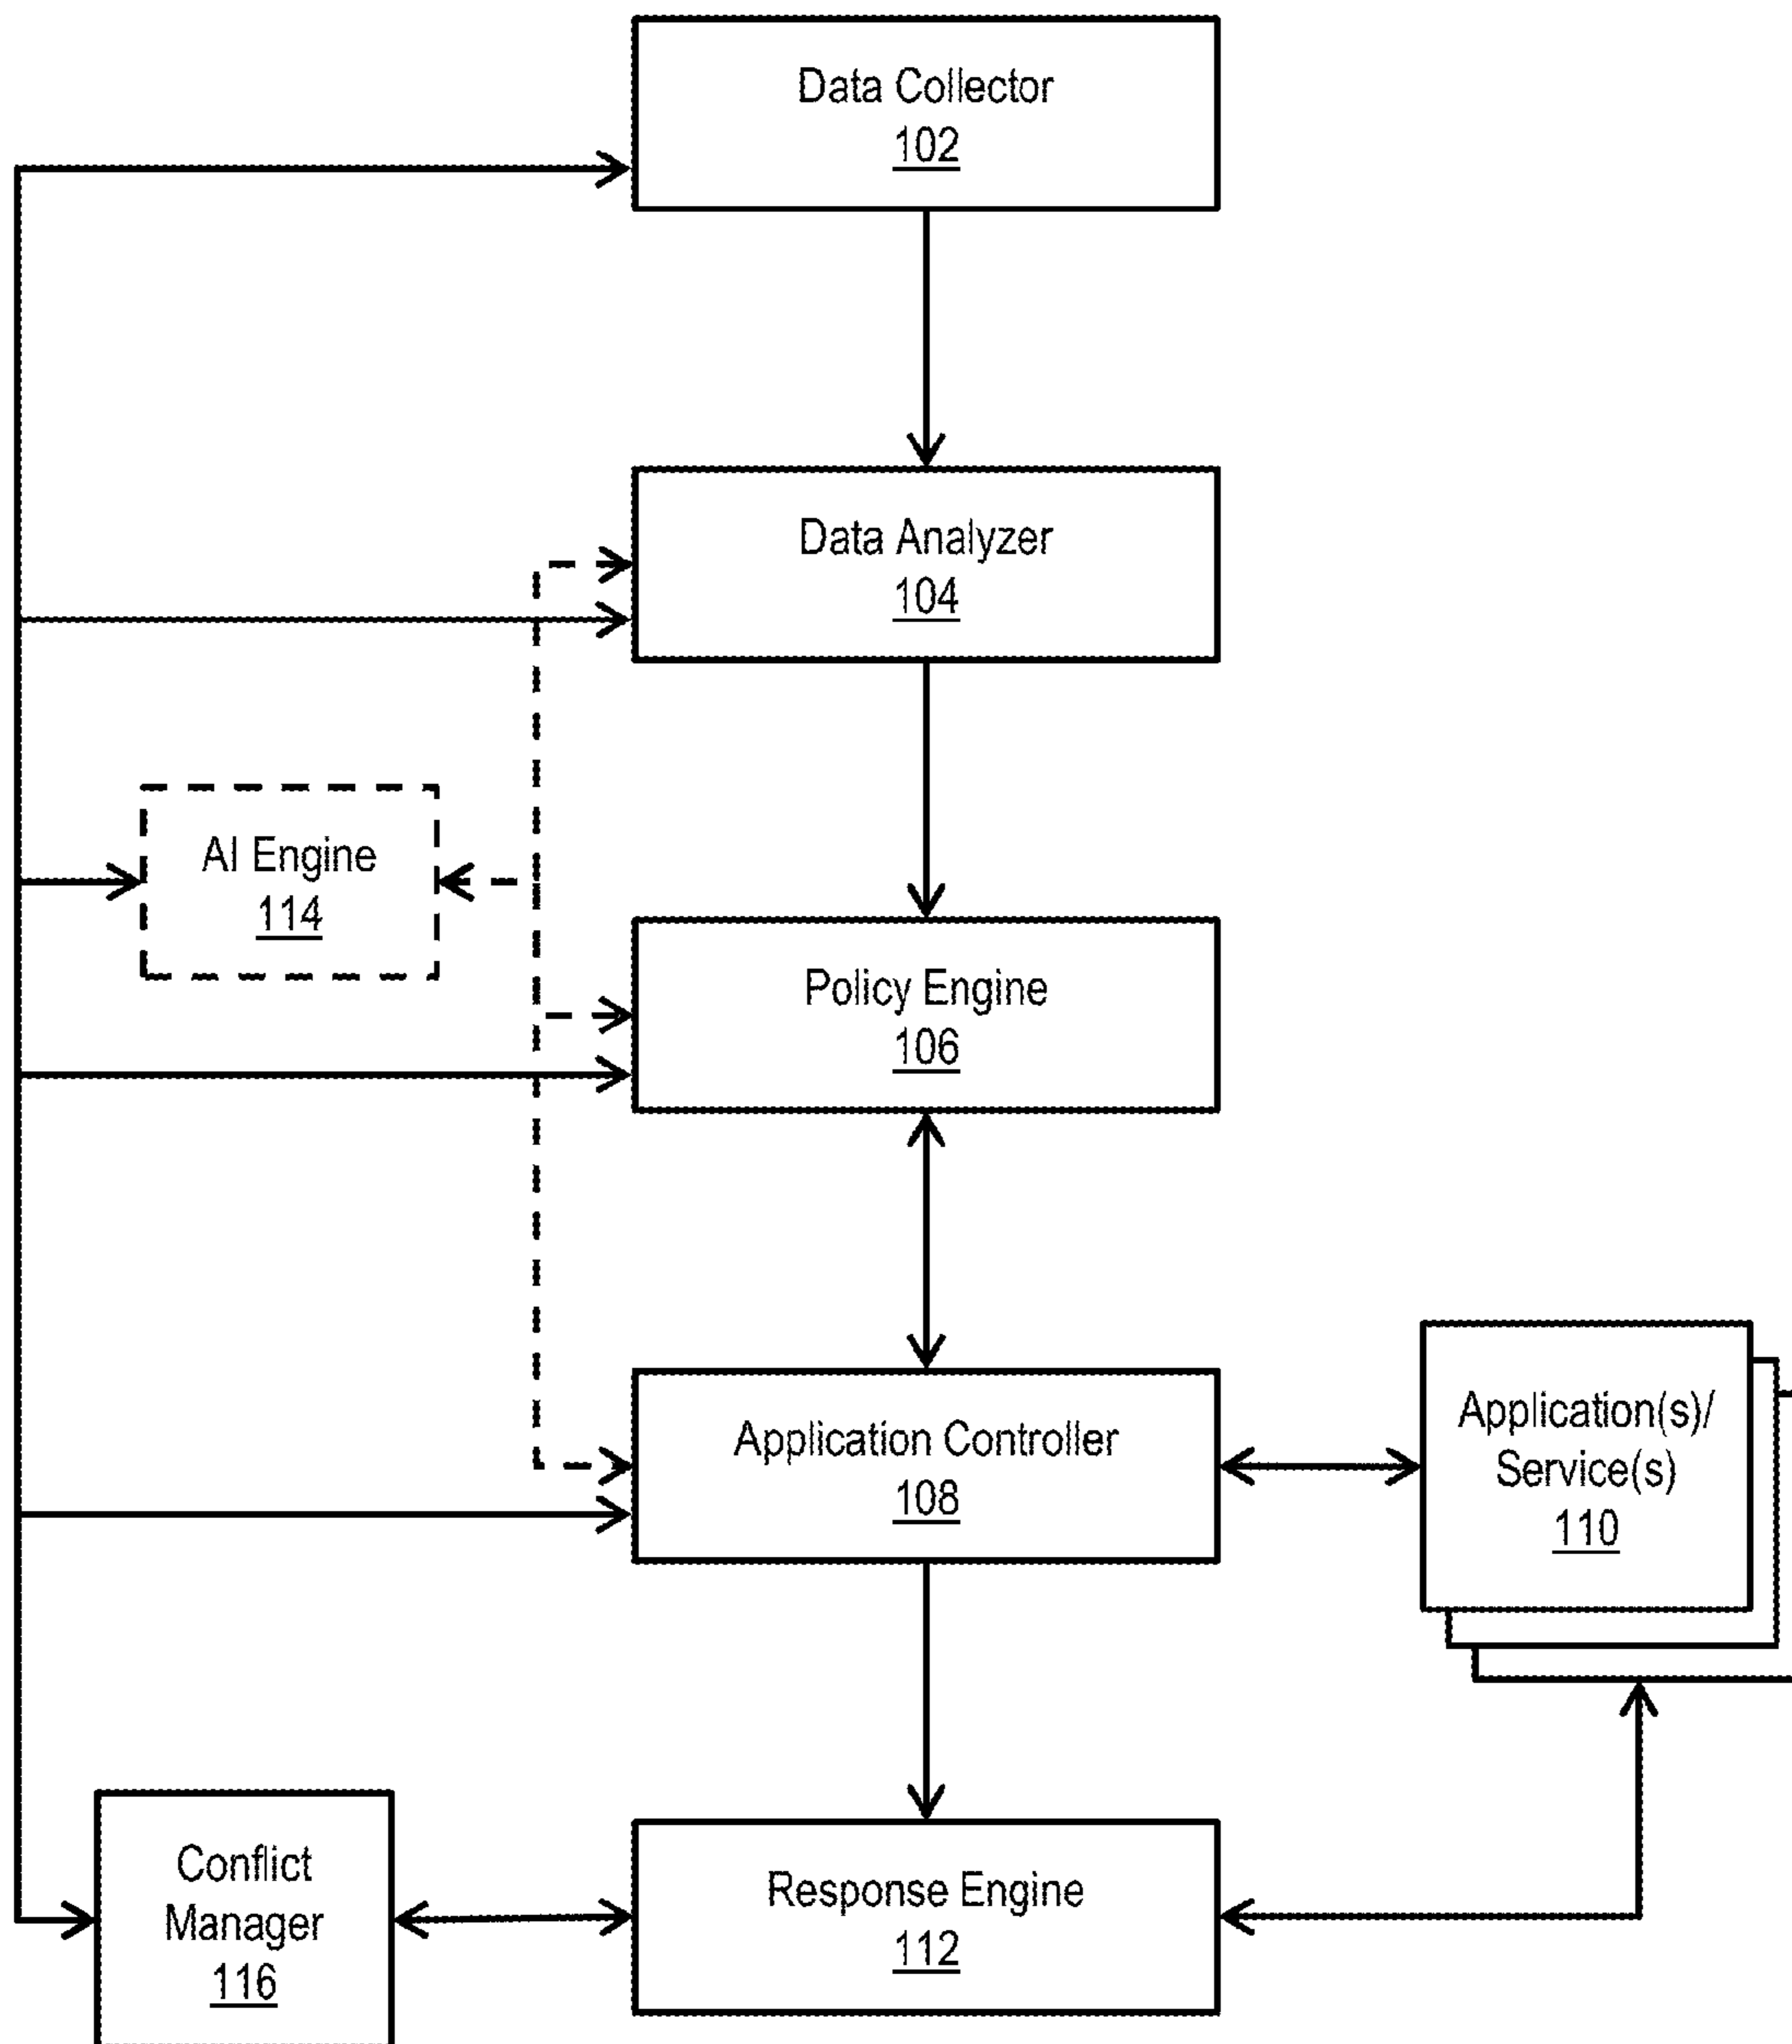 Data Collector
102
Data Analyzer
104
AI Engine
114
Policy Engine
106
Application Controller
108
Application(s)/
Service(s)
110
Conflict
Manager
116
Response Engine
112